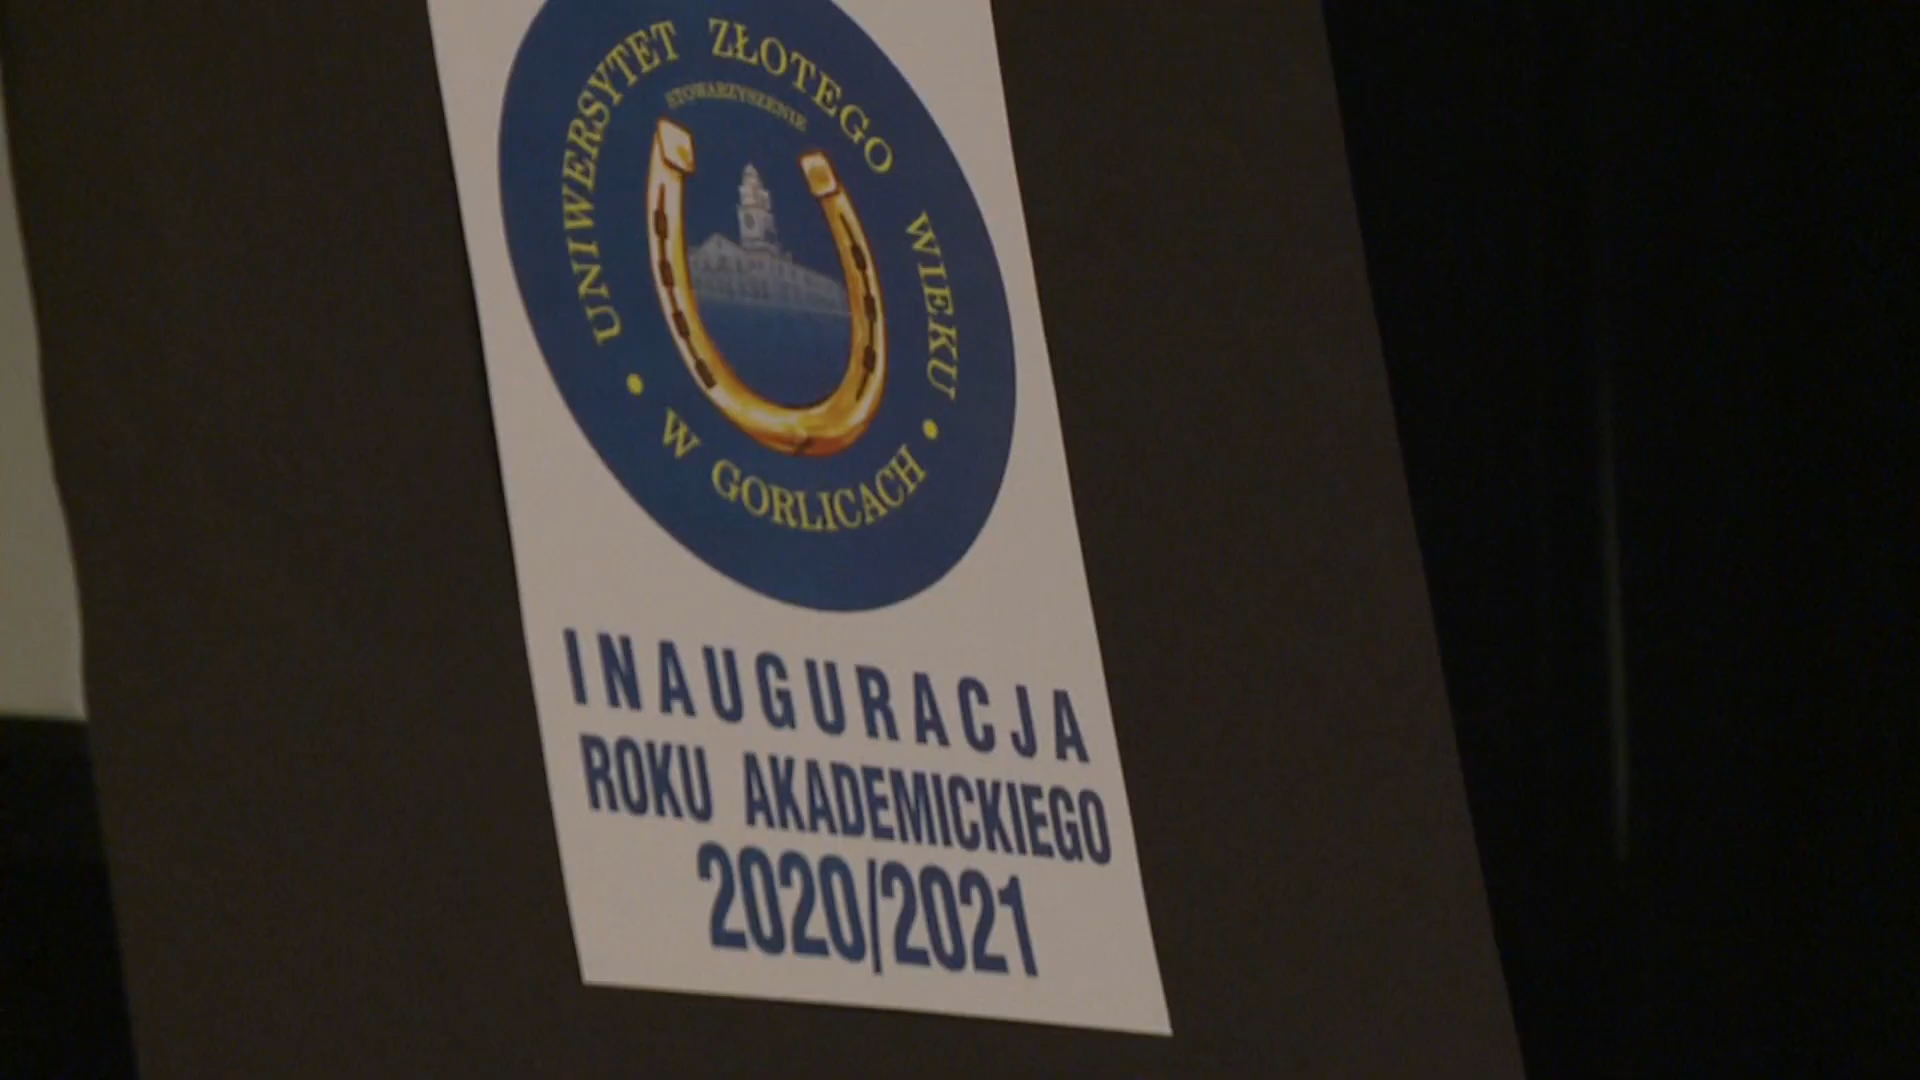 UNIWERSYTET ZŁOTEGO WIEKU
STOWARZYSZENIE
• W GORLICACH •
INAUGURACJA
ROKU AKADEMICKIEGO
2020/2021